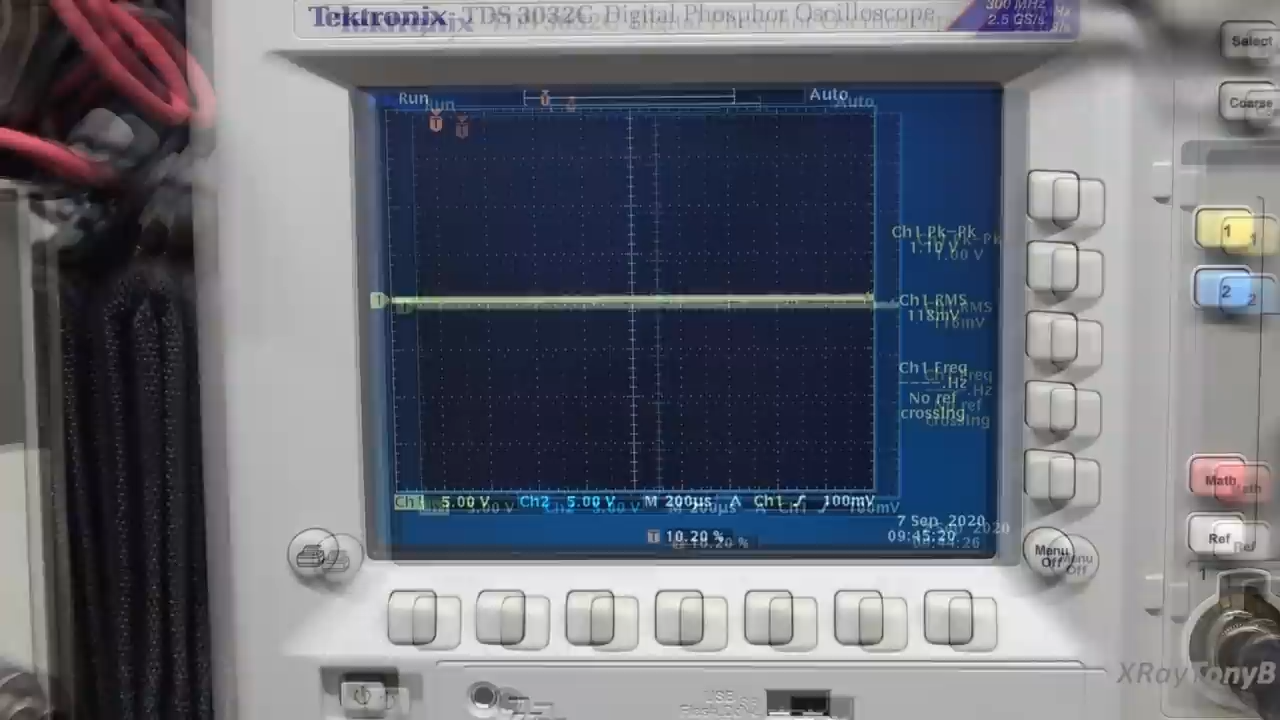 Tektronix TDS 3032C Digital Phosphor Oscilloscope
300 MHz
2.5 GS/s
Select
Coarse
Run
Auto
T
T
Ch1 Pk-Pk
1.10 V
1
2
1
Ch1 RMS
118mV
Ch1 Freq
----.Hz
No ref
crossing
Ch1 5.00 V Ch2 5.00 V M 200µs A Ch1 ʃ 100mV
7 Sep 2020
09:45:20
T 10.20 %
Math
Ref
Menu
Off
1
XRayTonyB